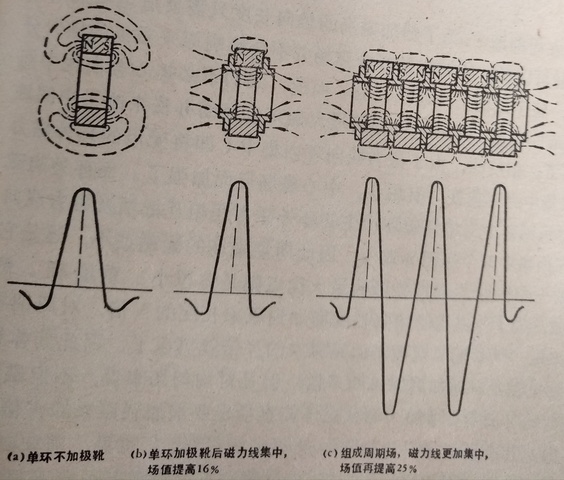 (a)单环不加极靴
(b)单环加极靴后磁力线集中，
场值提高16%
(c)组成周期场，磁力线更加集中，
场值再提高25%